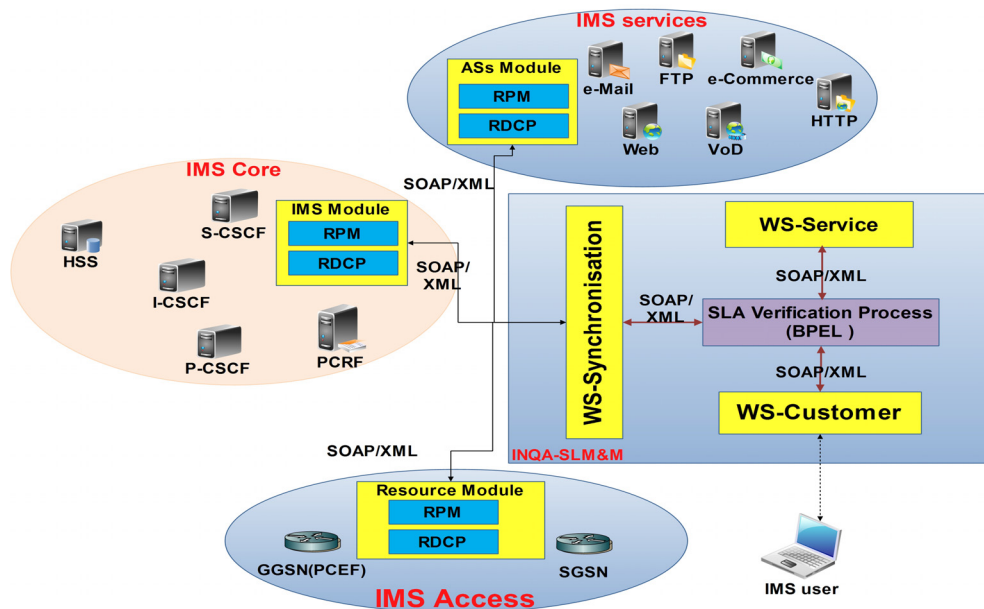 IMS services
ASs Module
RPM
RDCP
e-Mail
FTP
e-Commerce
HTTP
Web
VoD
SOAP/XML
IMS Core
IMS Module
RPM
RDCP
S-CSCF
HSS
I-CSCF
P-CSCF
PCRF
SOAP/
XML
WS-Synchronisation
WS-Service
SOAP/XML
SOAP/
XML
SLA Verification Process
(BPEL )
SOAP/XML
WS-Customer
INQA-SLM&M
SOAP/XML
Resource Module
RPM
RDCP
GGSN(PCEF)
SGSN
IMS Access
IMS user